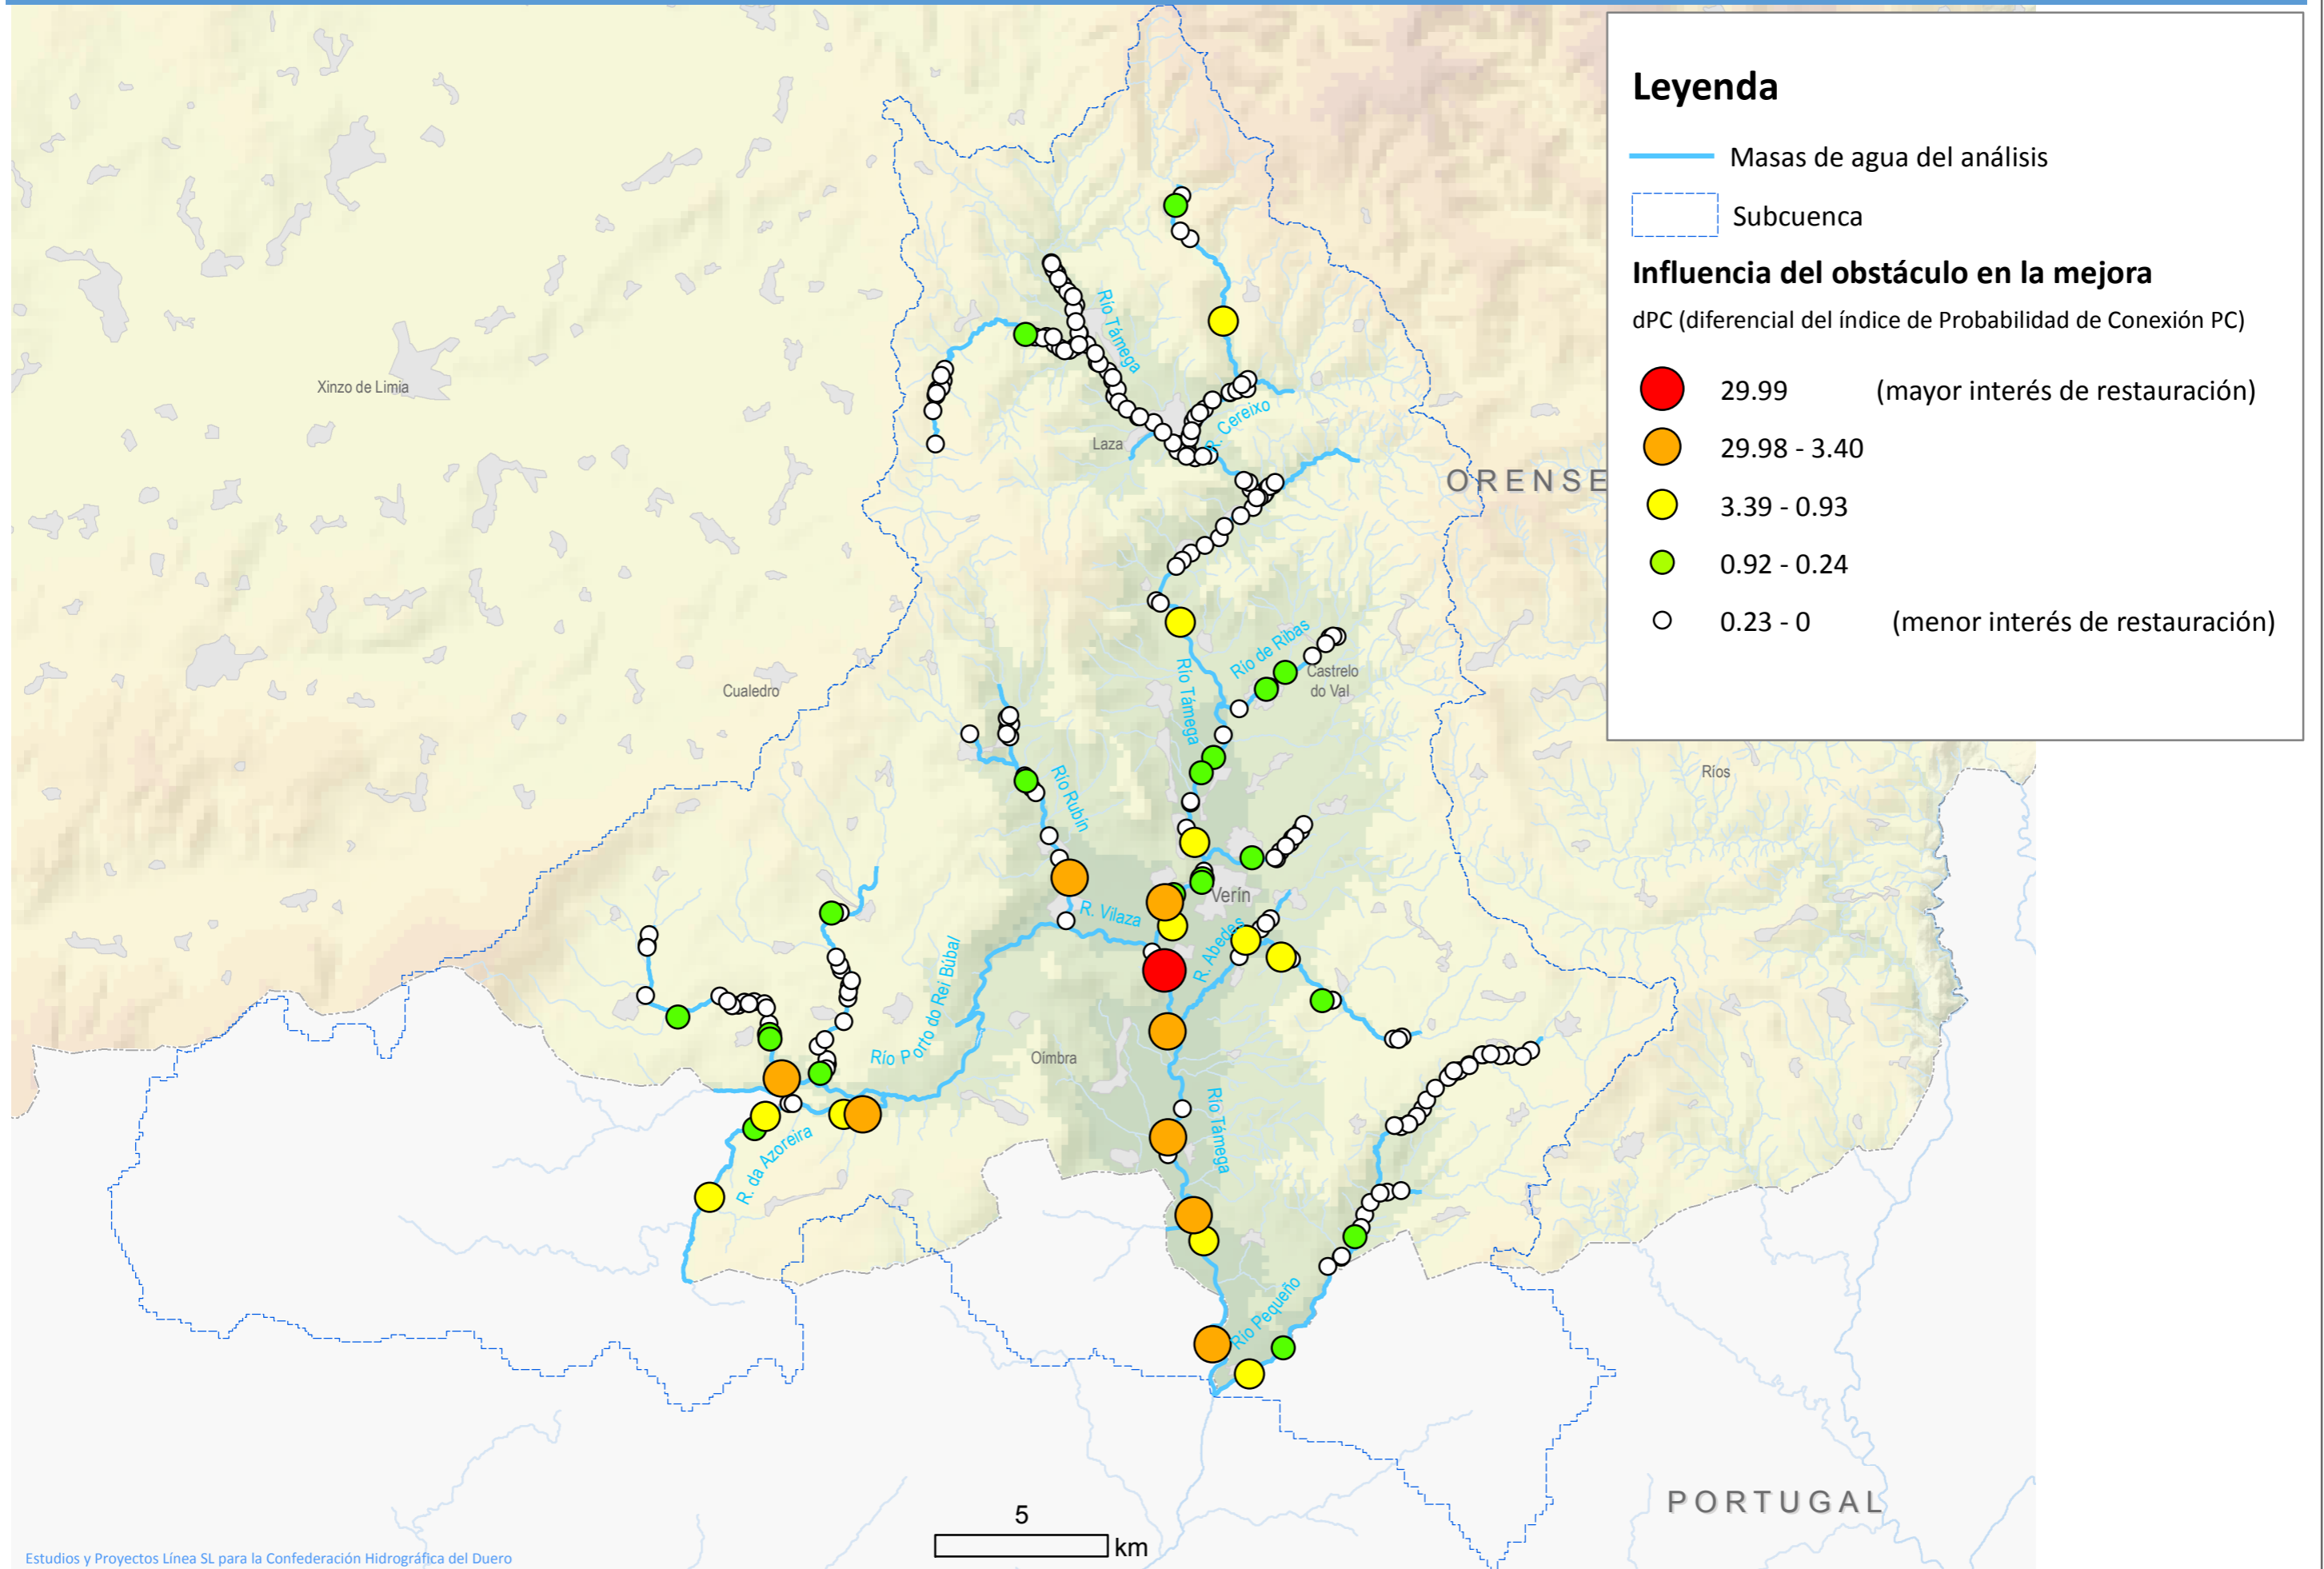 Leyenda
Masas de agua del análisis
Subcuenca
Influencia del obstáculo en la mejora
dPC (diferencial del índice de Probabilidad de Conexión PC)
29.99 (mayor interés de restauración)
29.98 - 3.40
3.39 - 0.93
0.92 - 0.24
0.23 - 0 (menor interés de restauración)
Río Támega
Xinzo de Limia
R. Cereixo
Laza
ORENSE
Río de Ribas
Castrelo
do Val
Río Támega
Cualedro
Ríos
Río Rubín
Verín
R. Vilaza
R. Abedes
Río Porto do Rei Búbal
Oímbra
Río Támega
R. da Azoreira
Río Pequeño
PORTUGAL
5
km
Estudios y Proyectos Línea SL para la Confederación Hidrográfica del Duero